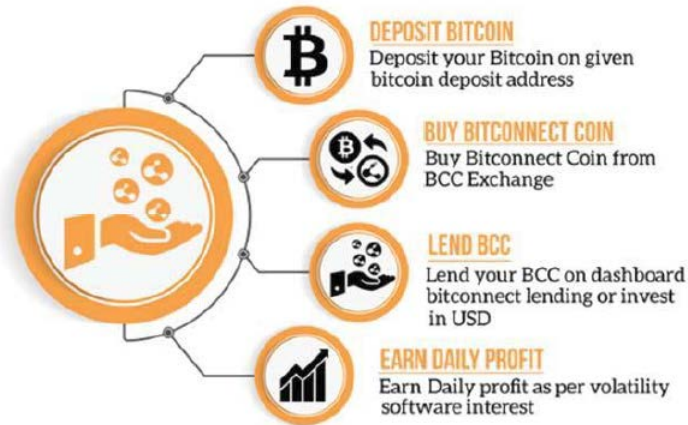 DEPOSIT BITCOIN
Deposit your Bitcoin on given
bitcoin deposit address
BUY BITCONNECT COIN
Buy Bitconnect Coin from
BCC Exchange
LEND BCC
Lend your BCC on dashboard
bitconnect lending or invest
in USD
EARN DAILY PROFIT
Earn Daily profit as per volatility
software interest